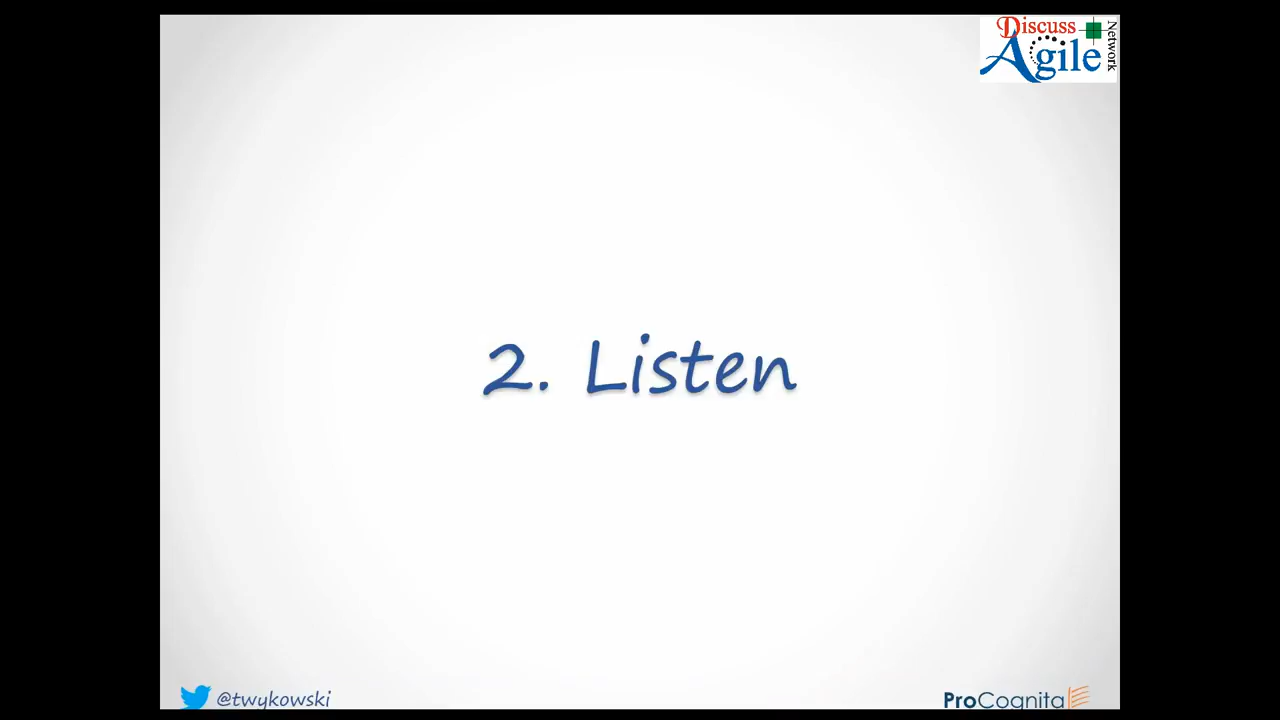 Discuss
Agile
Network
2. Listen
@twykowski
ProCognita